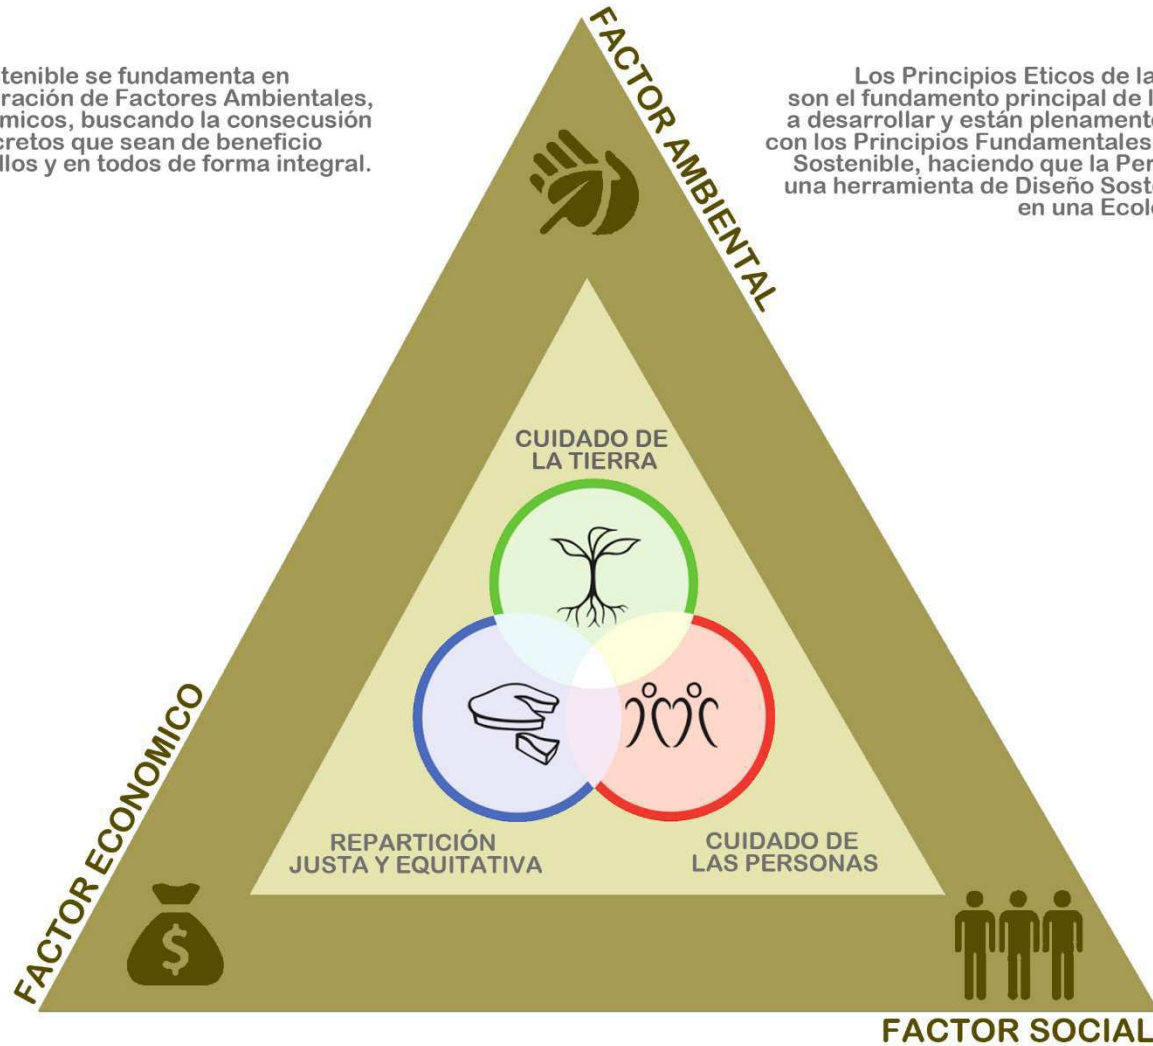 tenible se fundamenta en
ración de Factores Ambientales,
micos, buscando la consecusión
cretos que sean de beneficio
llos y en todos de forma integral.
Los Principios Eticos de la
son el fundamento principal de l
a desarrollar y están plenamente
con los Principios Fundamentales
Sostenible, haciendo que la Per
una herramienta de Diseño Soste
en una Ecol
FACTOR AMBIENTAL
CUIDADO DE
LA TIERRA
REPARTICIÓN
JUSTA Y EQUITATIVA
CUIDADO DE
LAS PERSONAS
FACTOR ECONOMICO
$
FACTOR SOCIAL